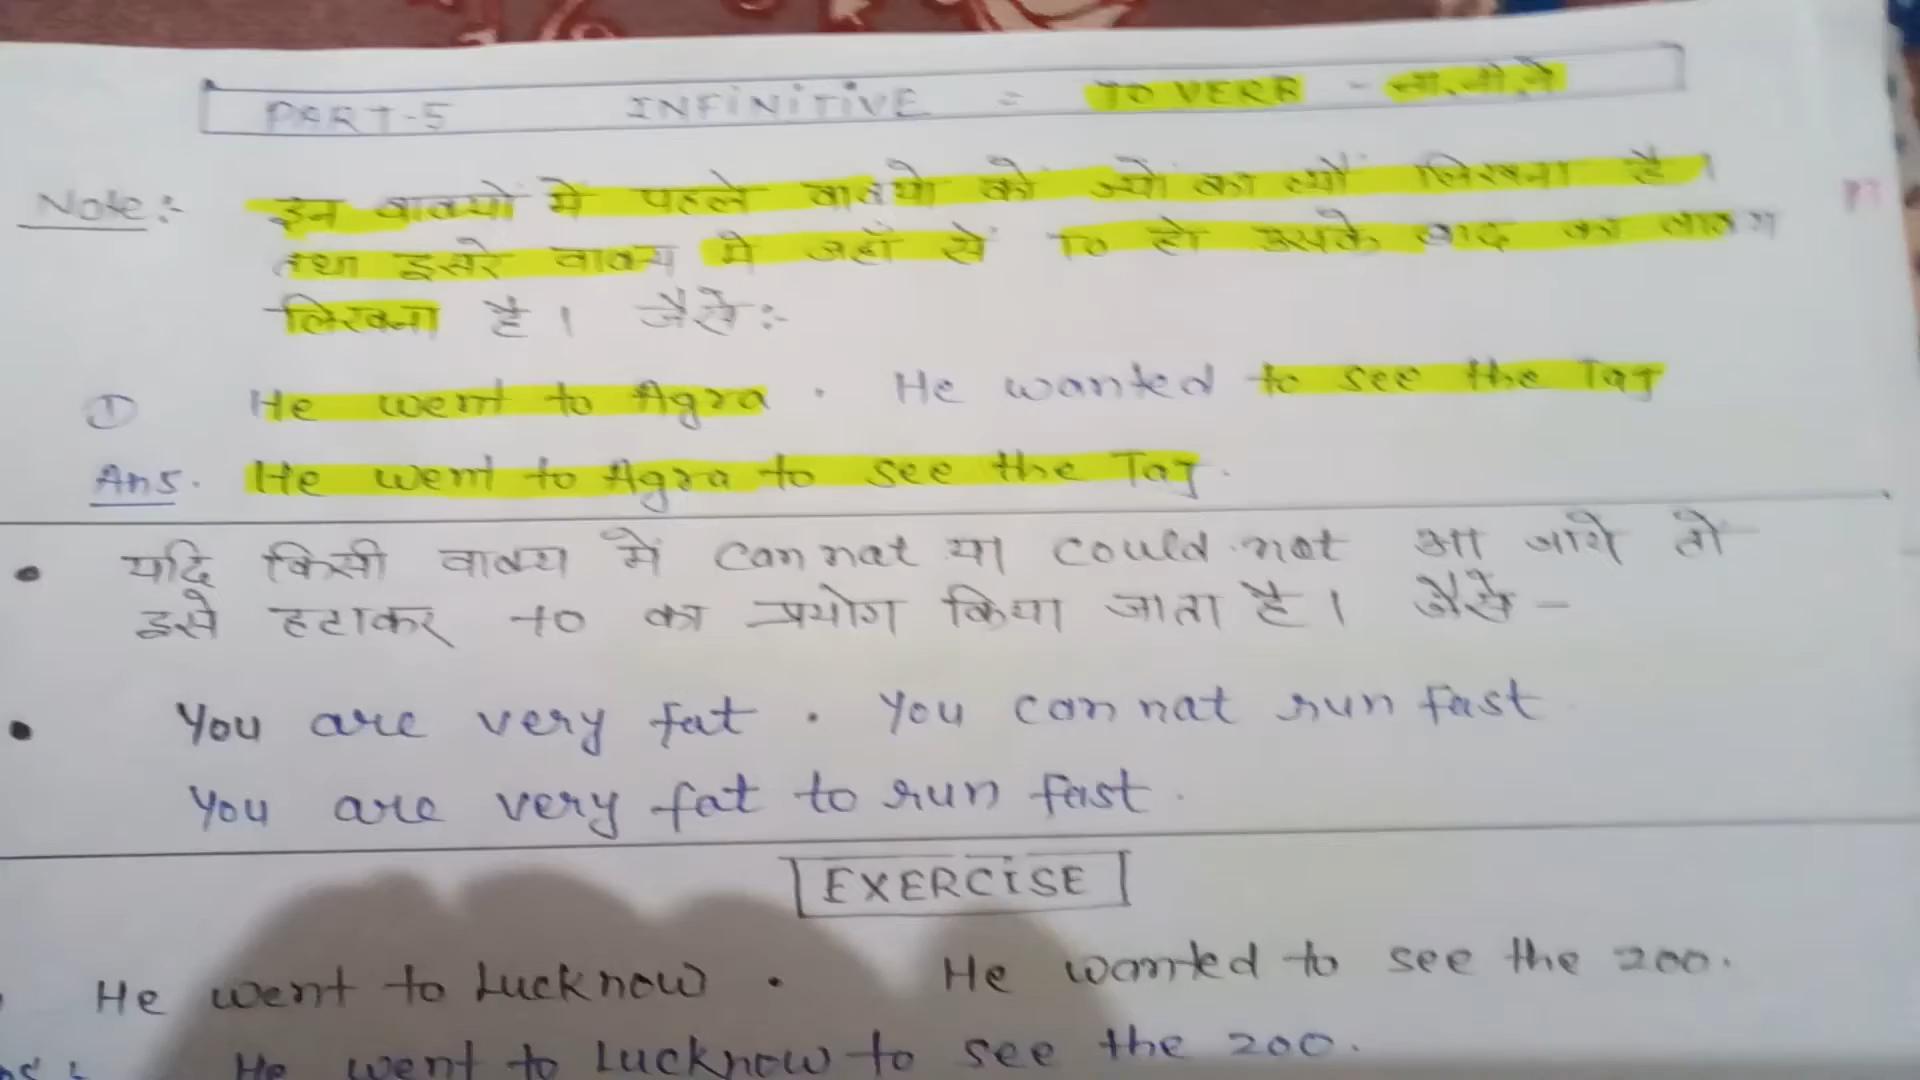 PART-5 INFINITIVE = TO VERB - ना, नी, ने
Note:- इन वाक्यो में पहले वाक्यो को ज्यों का त्यों लिखना है।
तथा दुसरे वाक्य में जहाँ से To हो उसके बाद का वाक्य
लिखना है। जैसे:-
① He went to Agra. He wanted to see the Taj
Ans. He went to Agra to see the Taj.
• यदि किसी वाक्य में can nat या could not आ जाये तो
इसे हटाकर to का प्रयोग किया जाता है। जैसे –
• You are very fat. You can nat run fast
You are very fat to run fast.
EXERCISE
He went to Lucknow. He wanted to see the zoo.
He went to Lucknow to see the zoo.